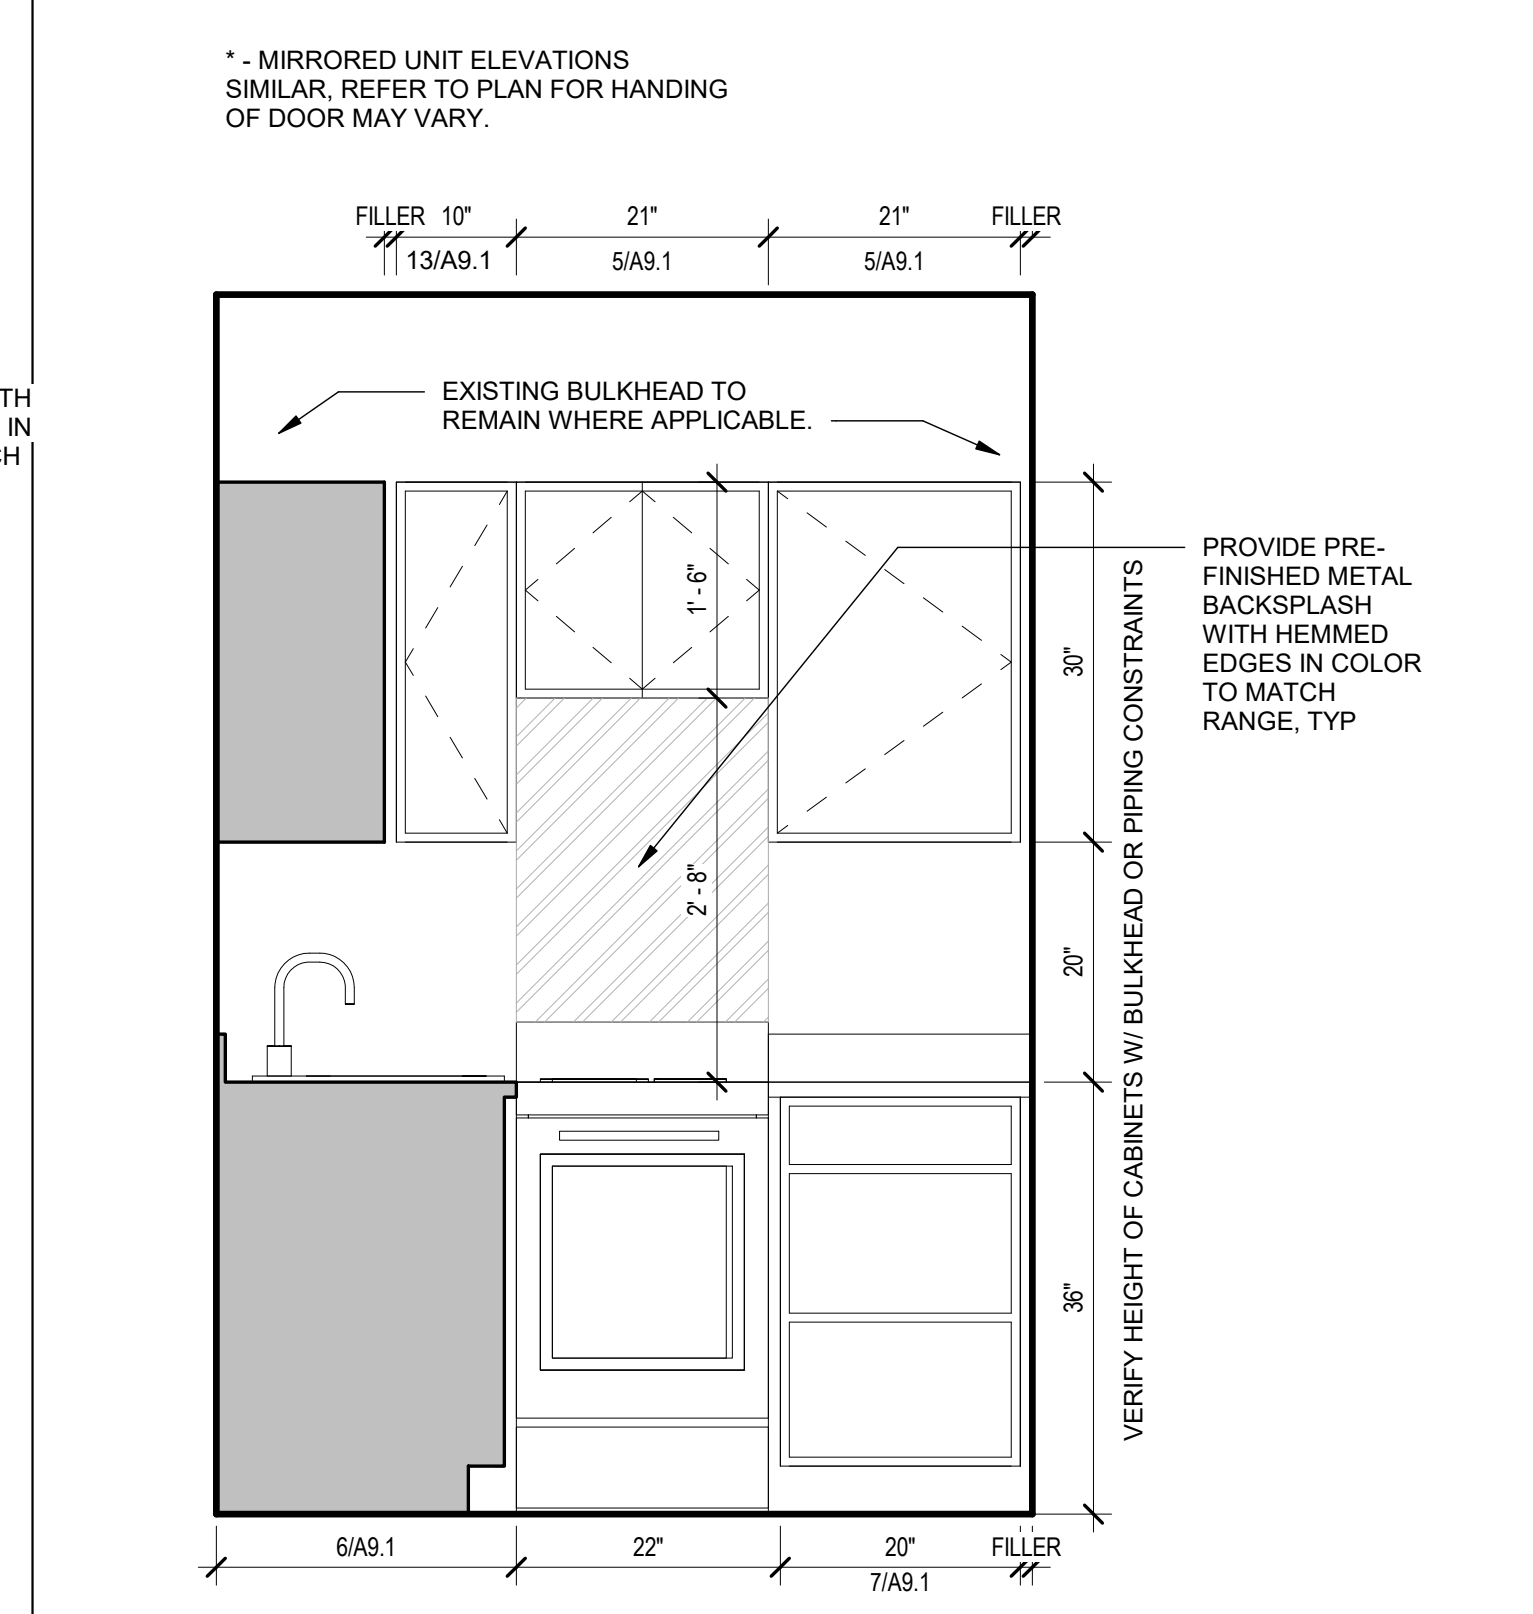 * - MIRRORED UNIT ELEVATIONS
SIMILAR, REFER TO PLAN FOR HANDING
OF DOOR MAY VARY.
FILLER 10" 21" 21" FILLER
13/A9.1 5/A9.1 5/A9.1
TH
IN
CH
EXISTING BULKHEAD TO
REMAIN WHERE APPLICABLE.
1' - 6"
2' - 8"
30"
20"
36"
VERIFY HEIGHT OF CABINETS W/ BULKHEAD OR PIPING CONSTRAINTS
PROVIDE PRE-
FINISHED METAL
BACKSPLASH
WITH HEMMED
EDGES IN COLOR
TO MATCH
RANGE, TYP
6/A9.1 22" 20" FILLER
7/A9.1